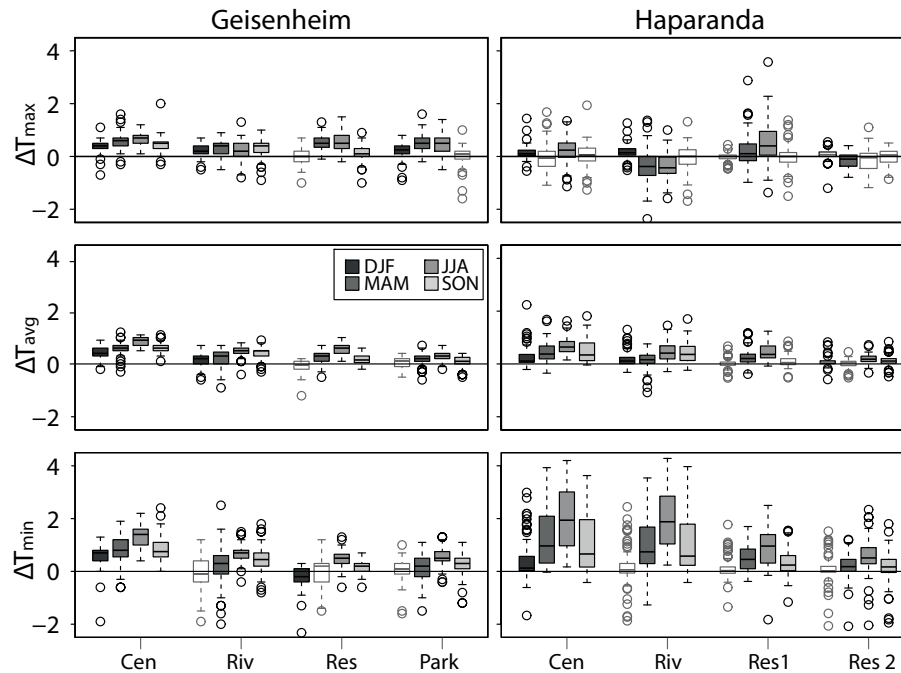 Geisenheim Haparanda
4
2
0
−2
ΔTmax
DJF JJA
MAM SON
4
2
0
−2
ΔTavg
4
2
0
−2
ΔTmin
Cen Riv Res Park Cen Riv Res1 Res 2